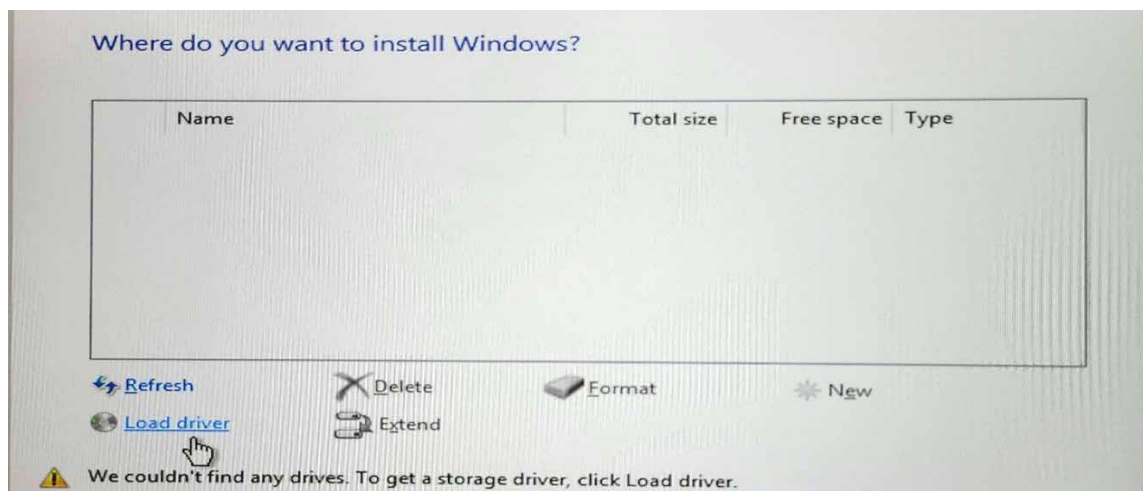 Where do you want to install Windows?
Name Total size Free space Type
Refresh Delete Format New
Load driver Extend
We couldn't find any drives. To get a storage driver, click Load driver.